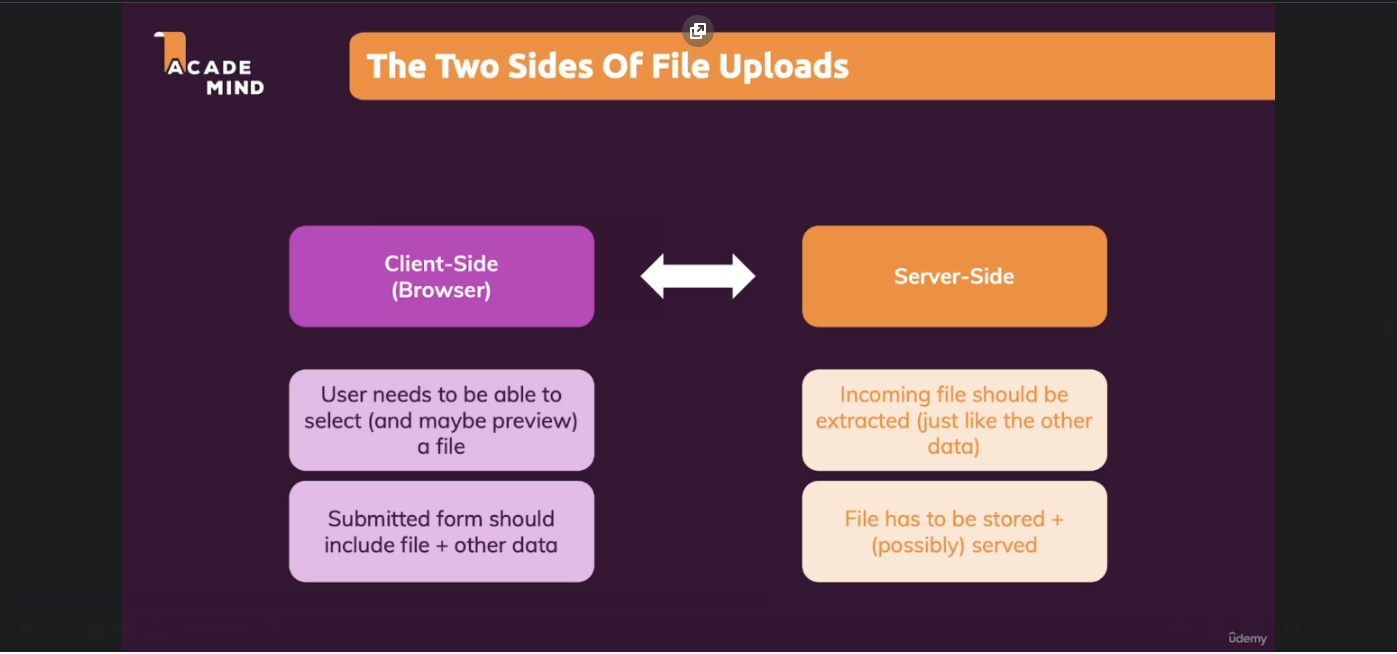 ACADE
MIND
The Two Sides Of File Uploads
Client-Side
(Browser)
Server-Side
User needs to be able to
select (and maybe preview)
a file
Incoming file should be
extracted (just like the other
data)
Submitted form should
include file + other data
File has to be stored +
(possibly) served
ûdemy